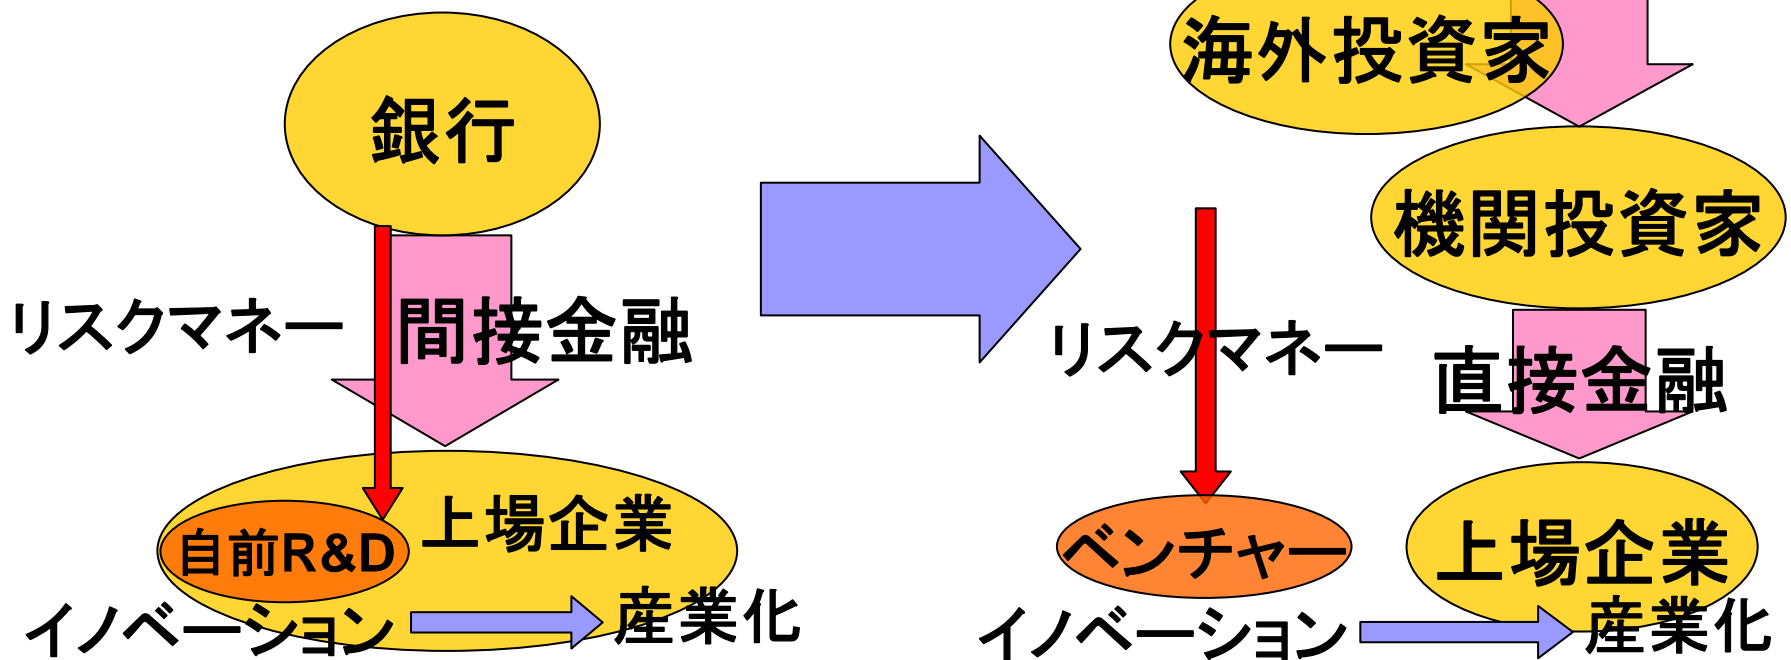 銀行
リスクマネー
間接金融
自前R&D
上場企業
イノベーション
産業化
海外投資家
機関投資家
リスクマネー
直接金融
ベンチャー
上場企業
イノベーション
産業化